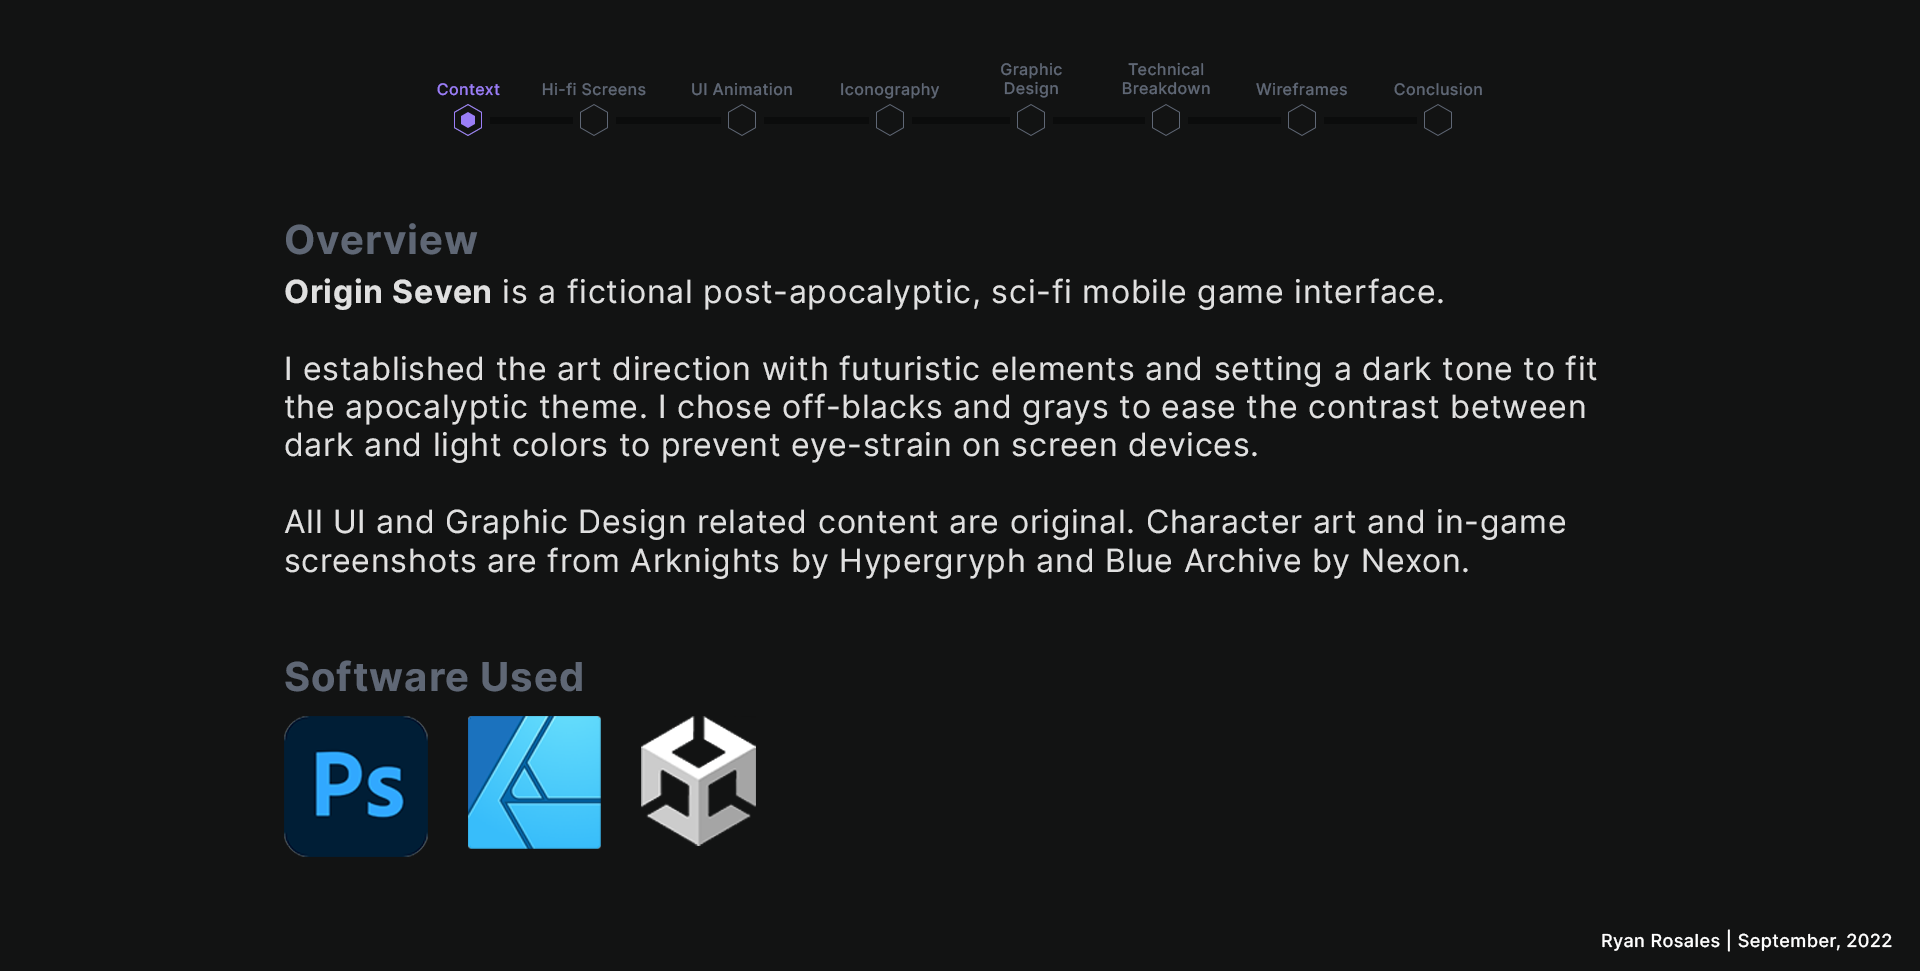 Graphic
Technical
Context
Hi-fi Screens
UI Animation
Iconography
Design
Breakdown
Wireframes
Conclusion
Overview
Origin Seven is a fictional post-apocalyptic, sci-fi mobile game interface.
I established the art direction with futuristic elements and setting a dark tone to fit
the apocalyptic theme. I chose off-blacks and grays to ease the contrast between
dark and light colors to prevent eye-strain on screen devices.
All UI and Graphic Design related content are original. Character art and in-game
screenshots are from Arknights by Hypergryph and Blue Archive by Nexon.
Software Used
Ps
Ryan Rosales | September, 2022